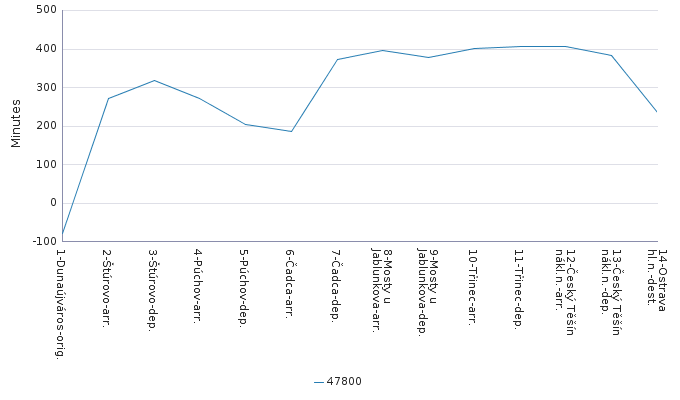 500
400
300
200
100
0
-100
Minutes
1-Dunaújváros-orig.
2-Štúrovo-arr.
3-Štúrovo-dep.
4-Púchov-arr.
5-Púchov-dep.
6-Čadca-arr.
7-Čadca-dep.
8-Mosty u
Jablunkova-arr.
9-Mosty u
Jablunkova-dep.
10-Třinec-arr.
11-Třinec-dep.
12-Český Těšín
nákl.n.-arr.
13-Český Těšín
nákl.n.-dep.
14-Ostrava
hl.n.-dest.
47800